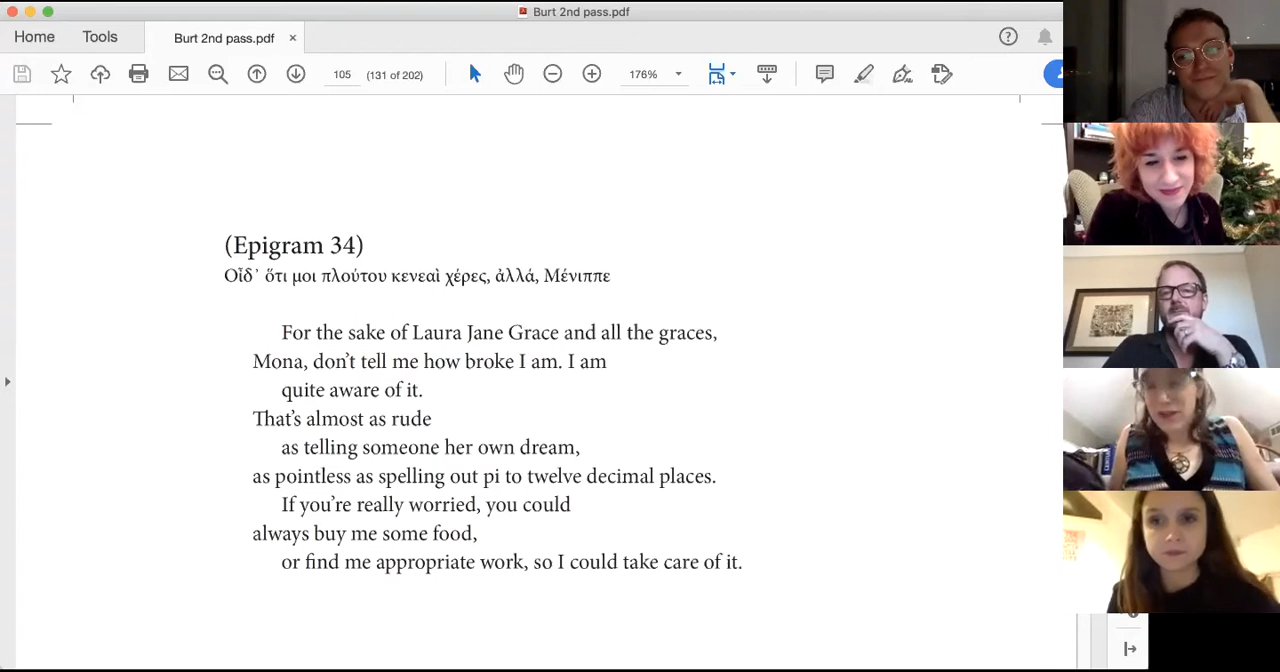 Burt 2nd pass.pdf
Home Tools Burt 2nd pass.pdf ×
105 (131 of 202) 176%
(Epigram 34)
Οἶδ᾽ ὅτι μοι πλούτου κενεαὶ χέρες, ἀλλά, Μένιππε
For the sake of Laura Jane Grace and all the graces,
Mona, don’t tell me how broke I am. I am
quite aware of it.
That’s almost as rude
as telling someone her own dream,
as pointless as spelling out pi to twelve decimal places.
If you’re really worried, you could
always buy me some food,
or find me appropriate work, so I could take care of it.